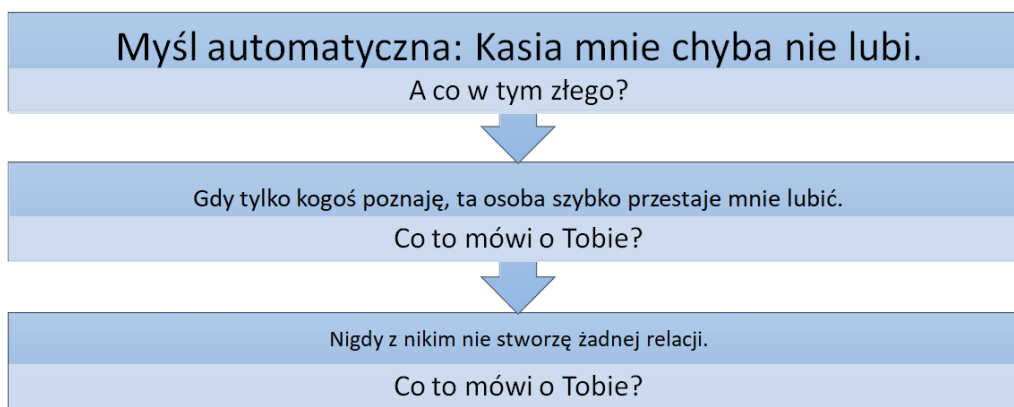 Myśl automatyczna: Kasia mnie chyba nie lubi.
A co w tym złego?
Gdy tylko kogoś poznaję, ta osoba szybko przestaje mnie lubić.
Co to mówi o Tobie?
Nigdy z nikim nie stworzę żadnej relacji.
Co to mówi o Tobie?